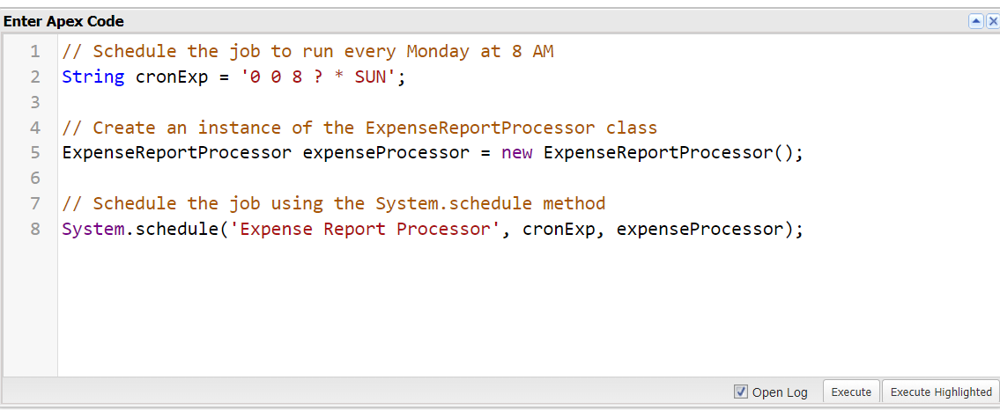 Enter Apex Code
1 // Schedule the job to run every Monday at 8 AM
2 String cronExp = '0 0 8 ? * SUN';
3
4 // Create an instance of the ExpenseReportProcessor class
5 ExpenseReportProcessor expenseProcessor = new ExpenseReportProcessor();
6
7 // Schedule the job using the System.schedule method
8 System.schedule('Expense Report Processor', cronExp, expenseProcessor);
Open Log Execute Execute Highlighted